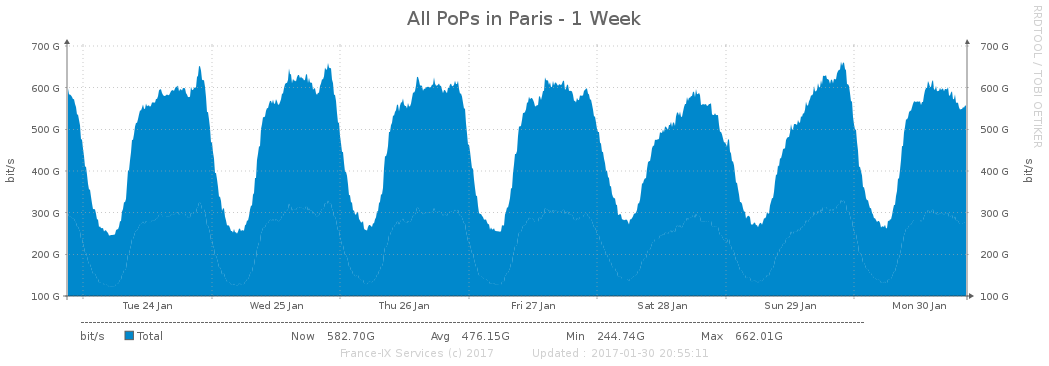 All PoPs in Paris - 1 Week
RRDTOOL / TOBI OETIKER
bit/s
700 G
600 G
500 G
400 G
300 G
200 G
100 G
700 G
600 G
500 G
400 G
300 G
200 G
100 G
bit/s
Tue 24 Jan Wed 25 Jan Thu 26 Jan Fri 27 Jan Sat 28 Jan Sun 29 Jan Mon 30 Jan
bit/s Total Now 582.70G Avg 476.15G Min 244.74G Max 662.01G
France-IX Services (c) 2017 Updated : 2017-01-30 20:55:11